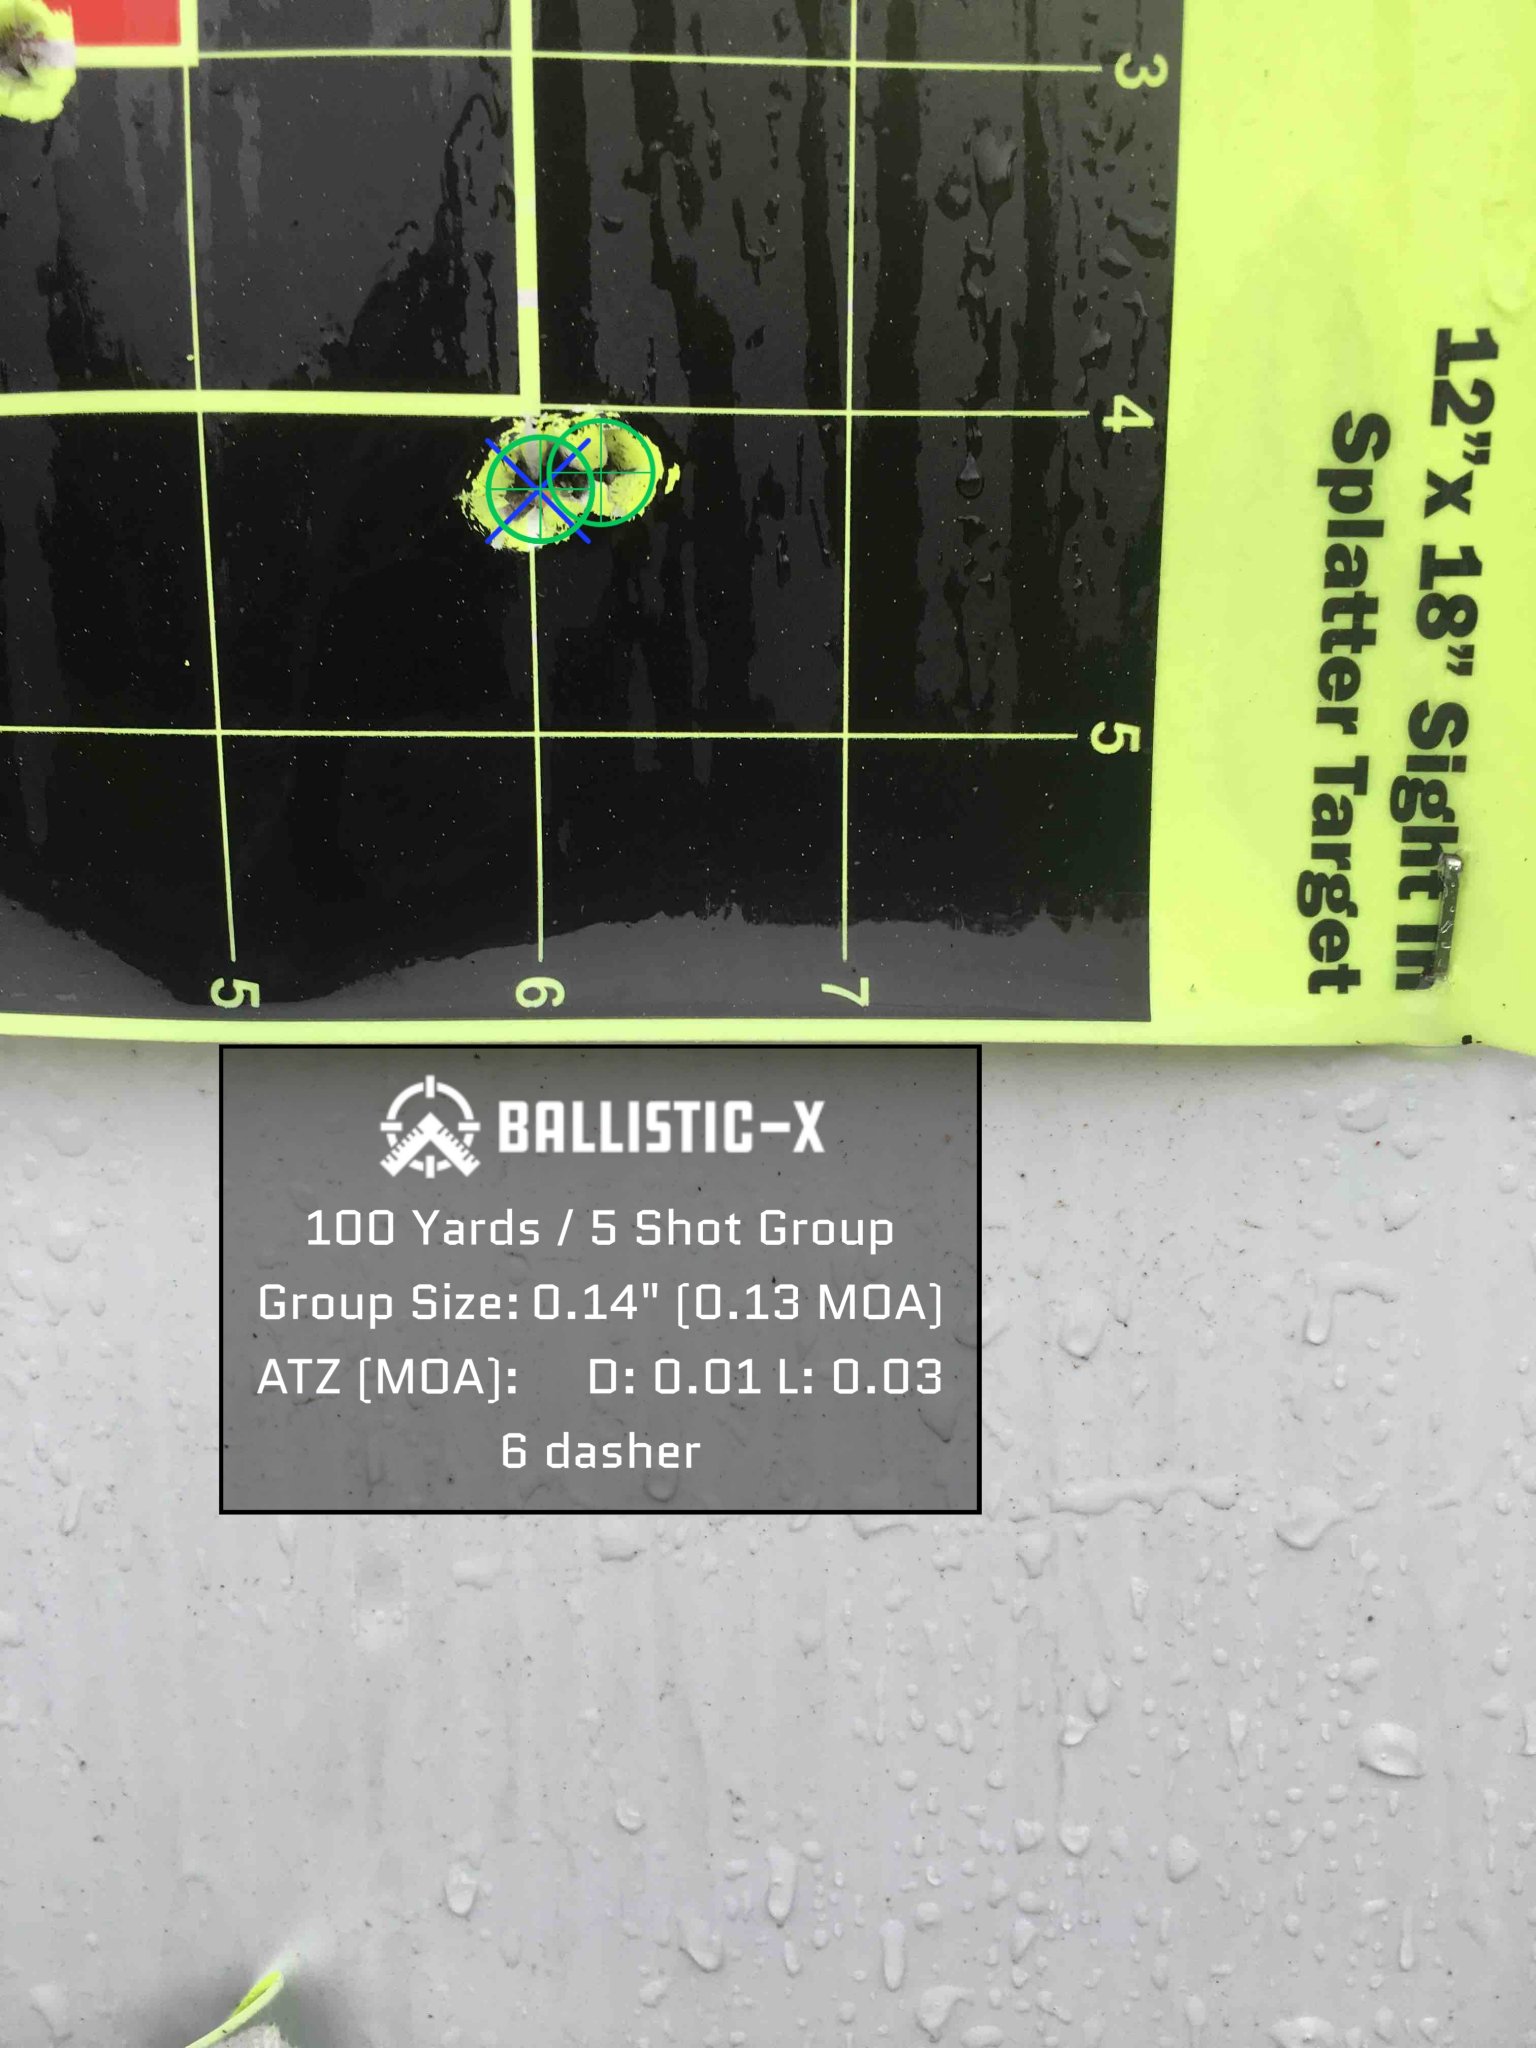 3
4
5
5
6
7
12”x 18” Sight In
Splatter Target
BALLISTIC-X
100 Yards / 5 Shot Group
Group Size: 0.14" (0.13 MOA)
ATZ (MOA): D: 0.01 L: 0.03
6 dasher